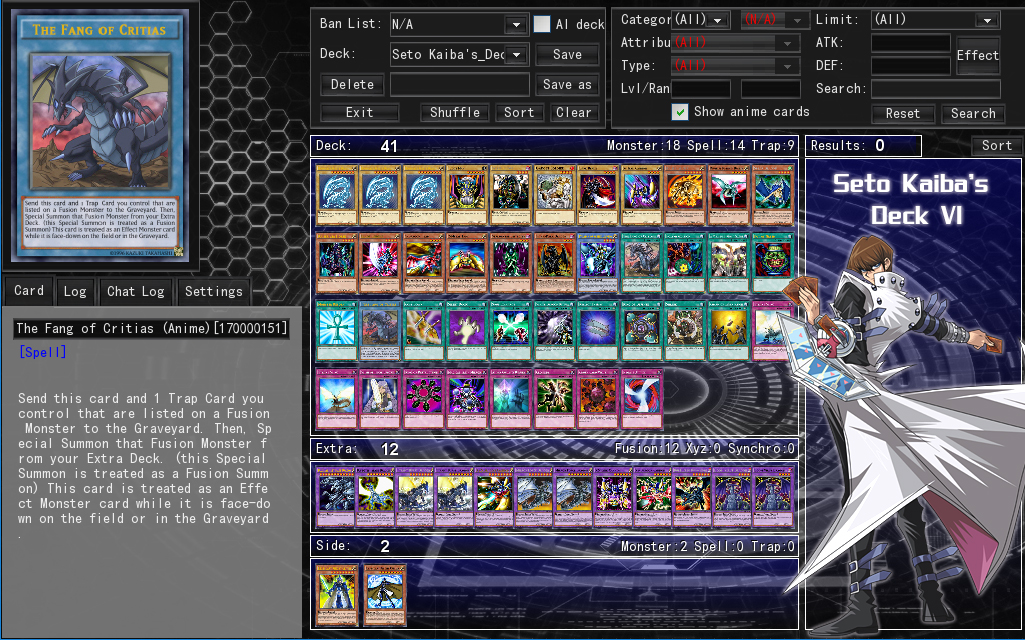 THE FANG OF CRITIAS
Send this card and 1 Trap Card you control that are
listed on a Fusion Monster to the Graveyard. Then,
Special Summon that Fusion Monster from your Extra
Deck. (this Special Summon is treated as a Fusion
Summon) This card is treated as an Effect Monster card
while it is face-down on the field or in the Graveyard.
©1996 KAZUKI TAKAHASHI
Card
Log
Chat Log
Settings
The Fang of Critias (Anime)[170000151]
[Spell]
Send this card and 1 Trap Card you
control that are listed on a Fusion
Monster to the Graveyard. Then, Sp
ecial Summon that Fusion Monster f
rom your Extra Deck. (this Special
Summon is treated as a Fusion Summ
on) This card is treated as an Effe
ct Monster card while it is face-do
wn on the field or in the Graveyard
.
Ban List: N/A AI deck
Deck: Seto Kaiba's_Dec Save
Delete Save as
Exit Shuffle Sort Clear
Categor (All) (N/A) Limit: (All)
Attribu (All) ATK:
Type: (All) DEF: Effect
Lvl/Ran Search:
Show anime cards Reset Search
Deck: 41 Monster:18 Spell:14 Trap:9
Results: 0 Sort
Seto Kaiba's
Deck VI
Extra: 12 Fusion:12 Xyz:0 Synchro:0
Side: 2 Monster:2 Spell:0 Trap:0